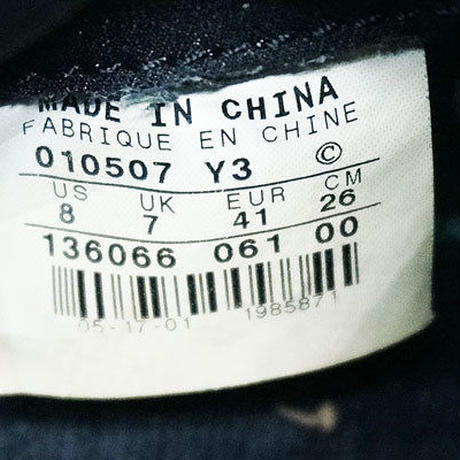 MADE IN CHINA
FABRIQUE EN CHINE
010507 Y3 ©
US UK EUR CM
8 7 41 26
136066 061 00
05-17-01 1985871